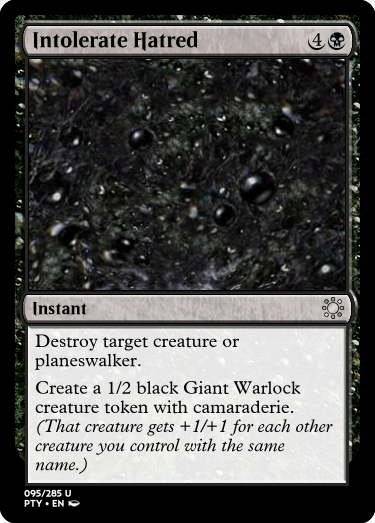 Intolerate Hatred 4
Instant
Destroy target creature or
planeswalker.
Create a 1/2 black Giant Warlock
creature token with camaraderie.
(That creature gets +1/+1 for each other
creature you control with the same
name.)
095/285 U
PTY • EN